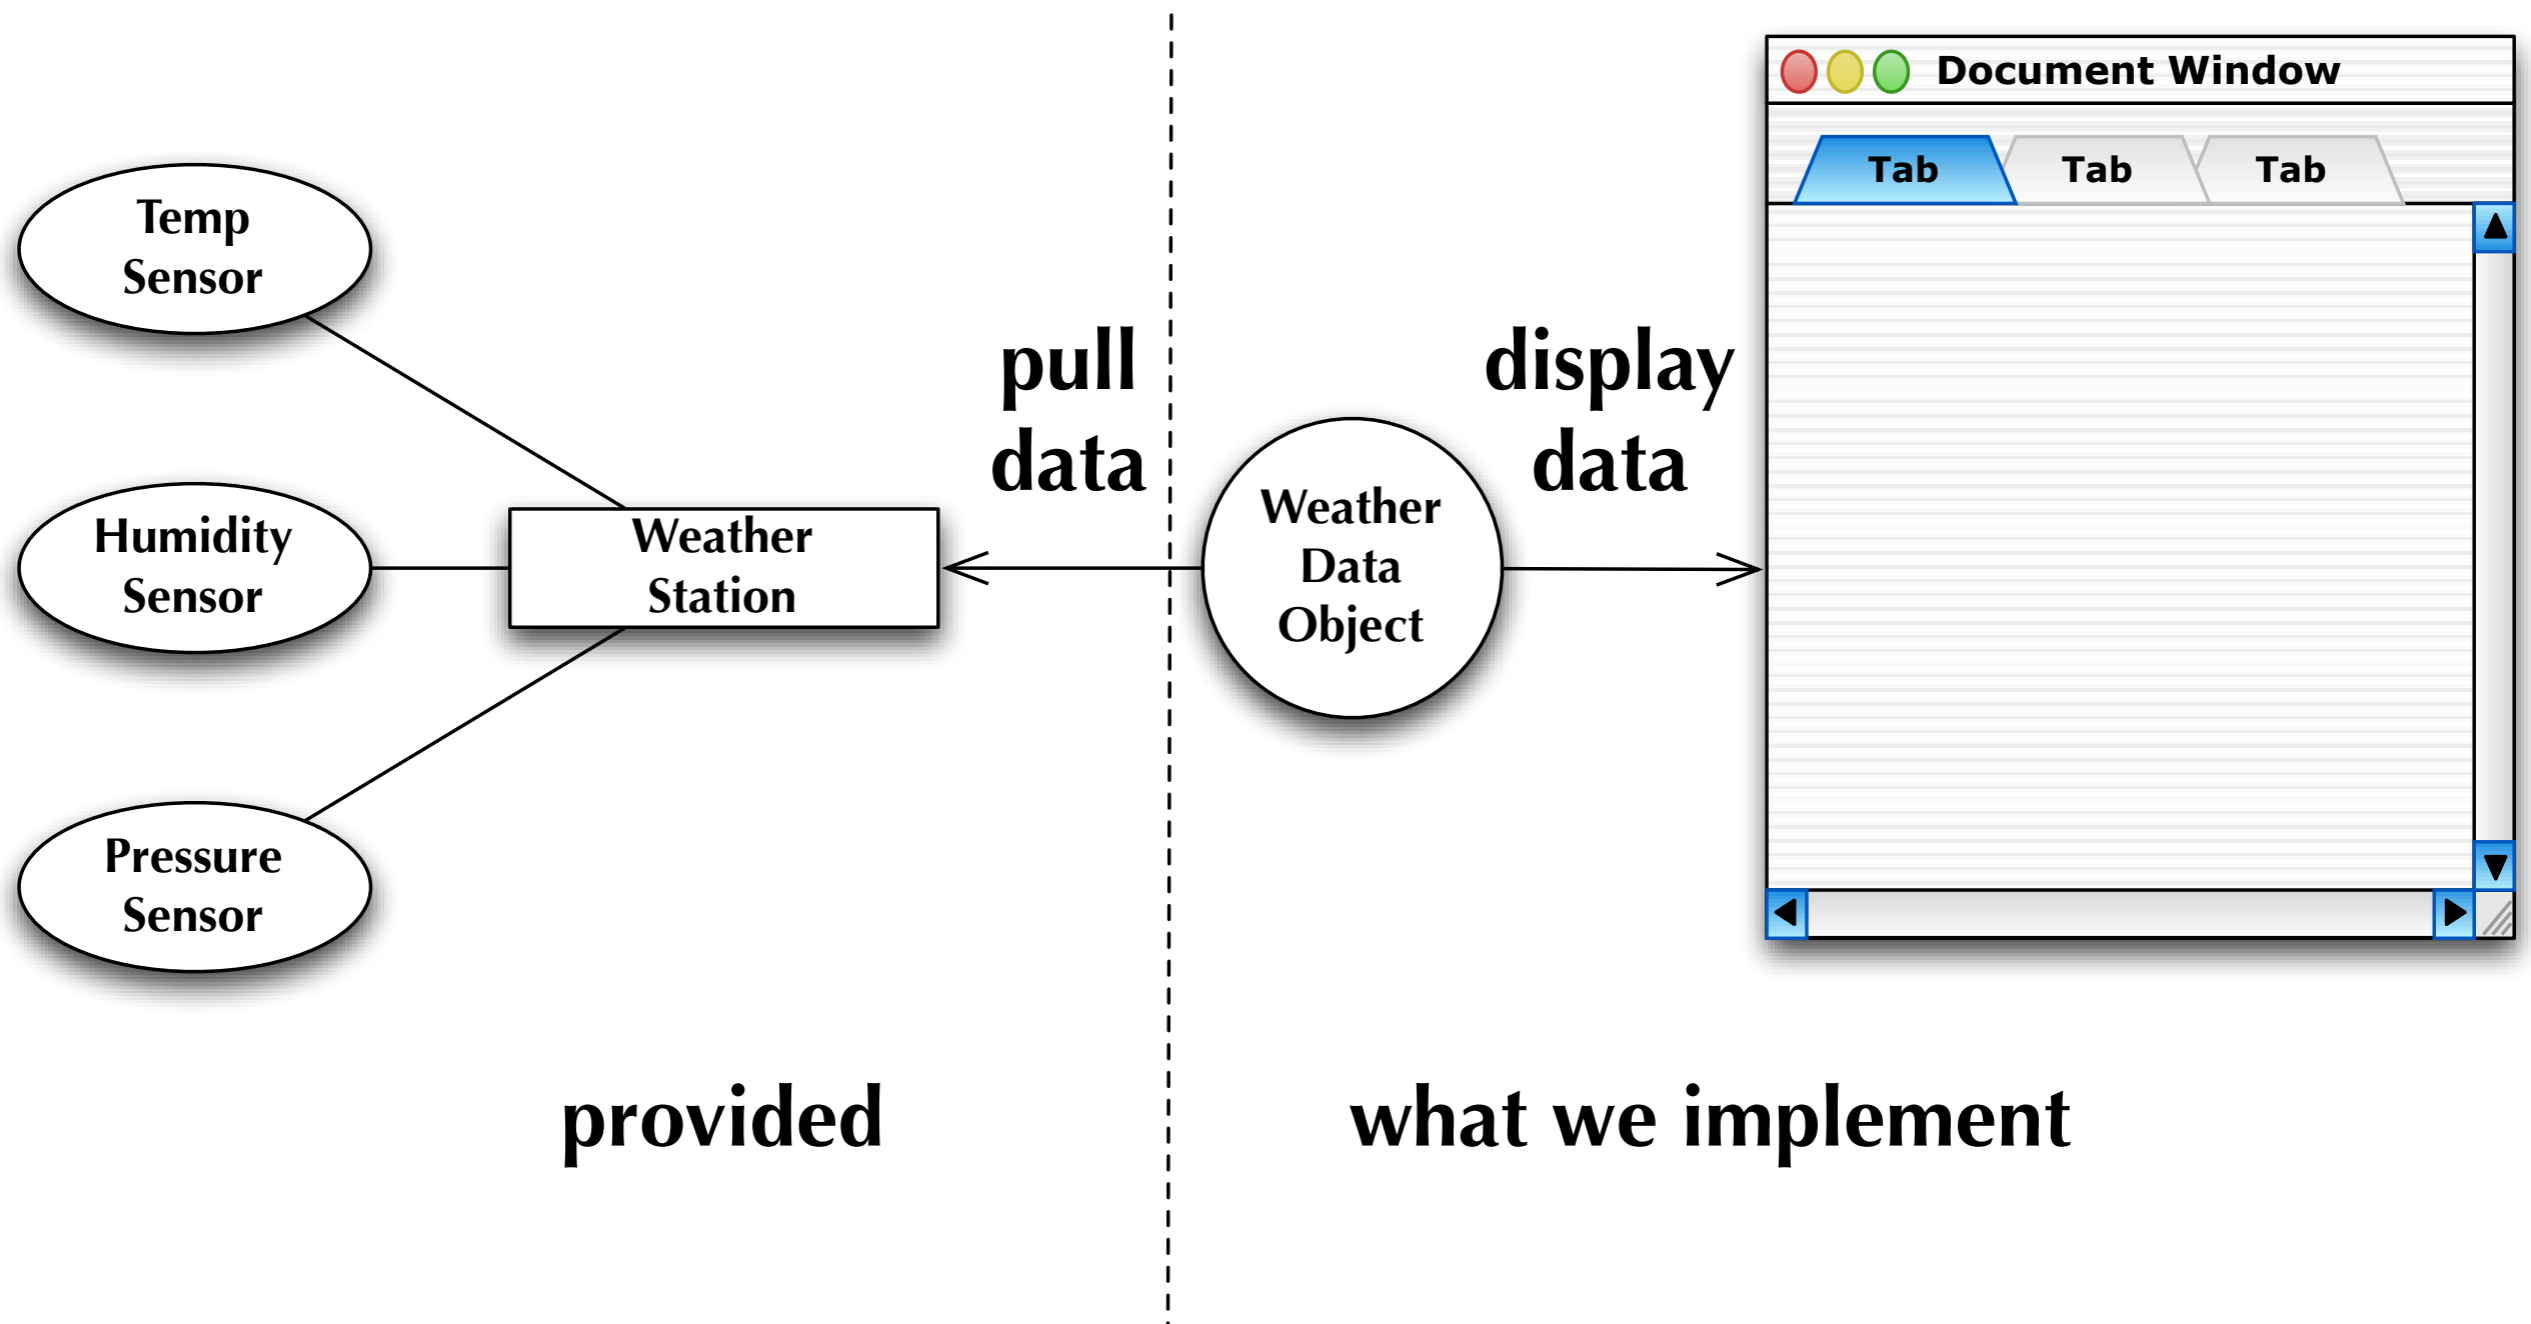 Temp
Sensor
Humidity
Sensor
Pressure
Sensor
Weather
Station
pull
data
Weather
Data
Object
display
data
Document Window
Tab Tab Tab
provided
what we implement